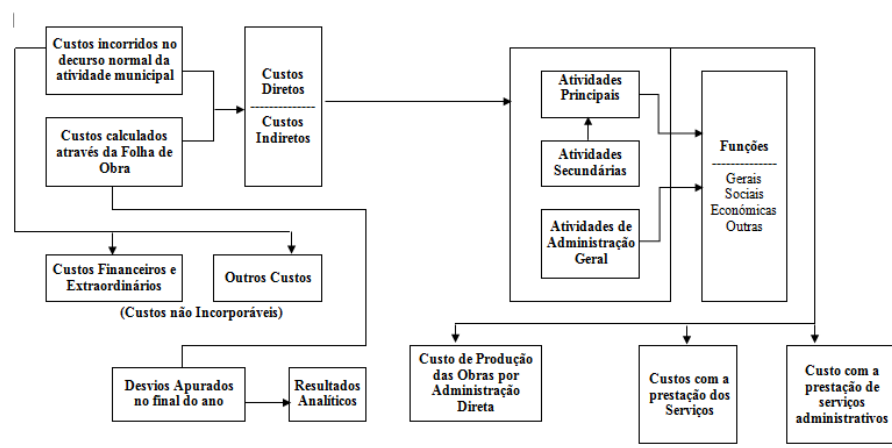 Custos incorridos no
decurso normal da
atividade municipal
Custos calculados
através da Folha de
Obra
Custos
Diretos
Custos
Indiretos
Atividades
Principais
Atividades
Secundárias
Atividades de
Administração
Geral
Funções
Gerais
Sociais
Económicas
Outras
Custos Financeiros e
Extraordinários
Outros Custos
(Custos não Incorporáveis)
Desvios Apurados
no final do ano
Resultados
Analíticos
Custo de Produção
das Obras por
Administração
Direta
Custos com a
prestação dos
Serviços
Custo com a
prestação de
serviços
administrativos